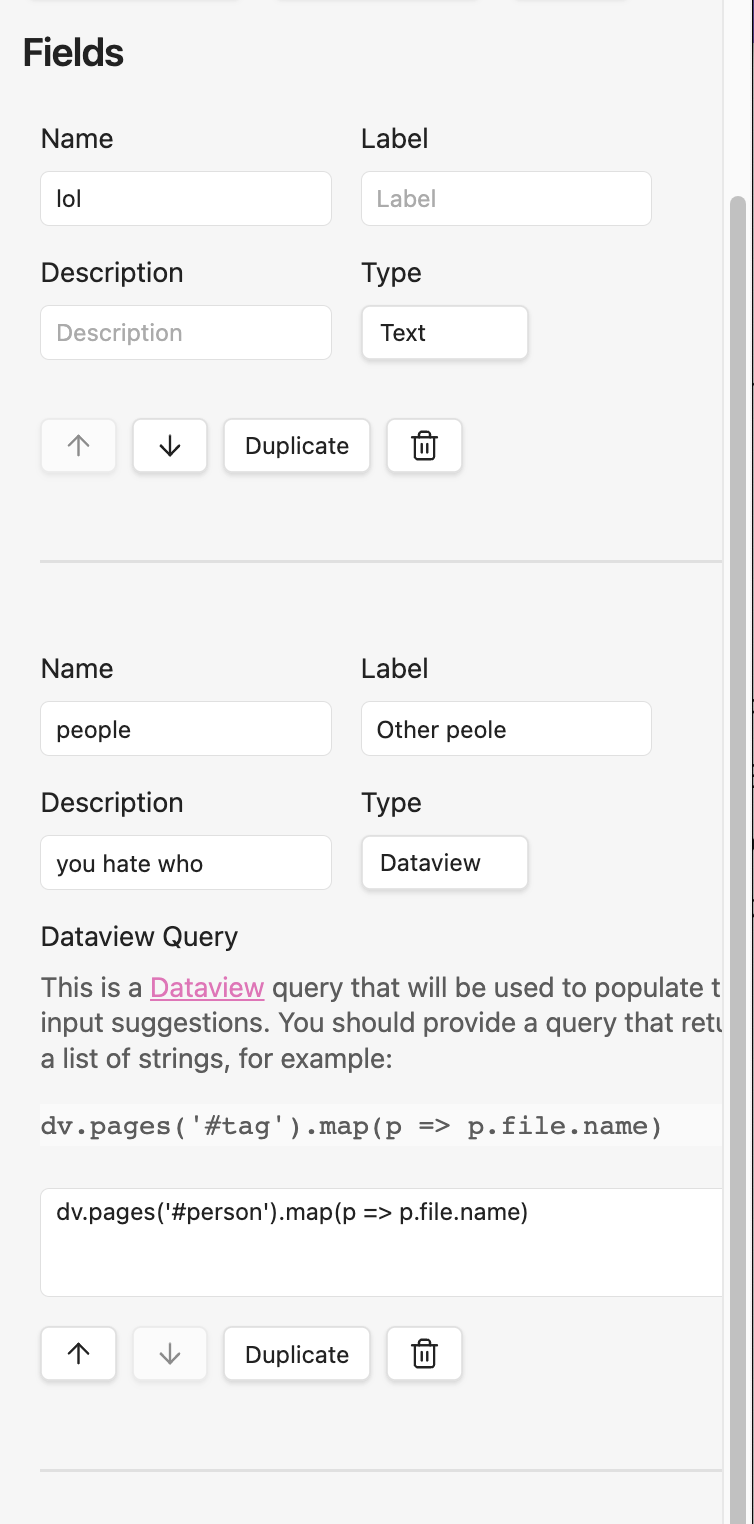 Fields
Name Label
lol Label
Description Type
Description Text
Duplicate
Name Label
people Other peole
Description Type
you hate who Dataview
Dataview Query
This is a Dataview query that will be used to populate
input suggestions. You should provide a query that
a list of strings, for example:
dv.pages('#tag').map(p => p.file.name)
dv.pages('#person').map(p => p.file.name)
Duplicate